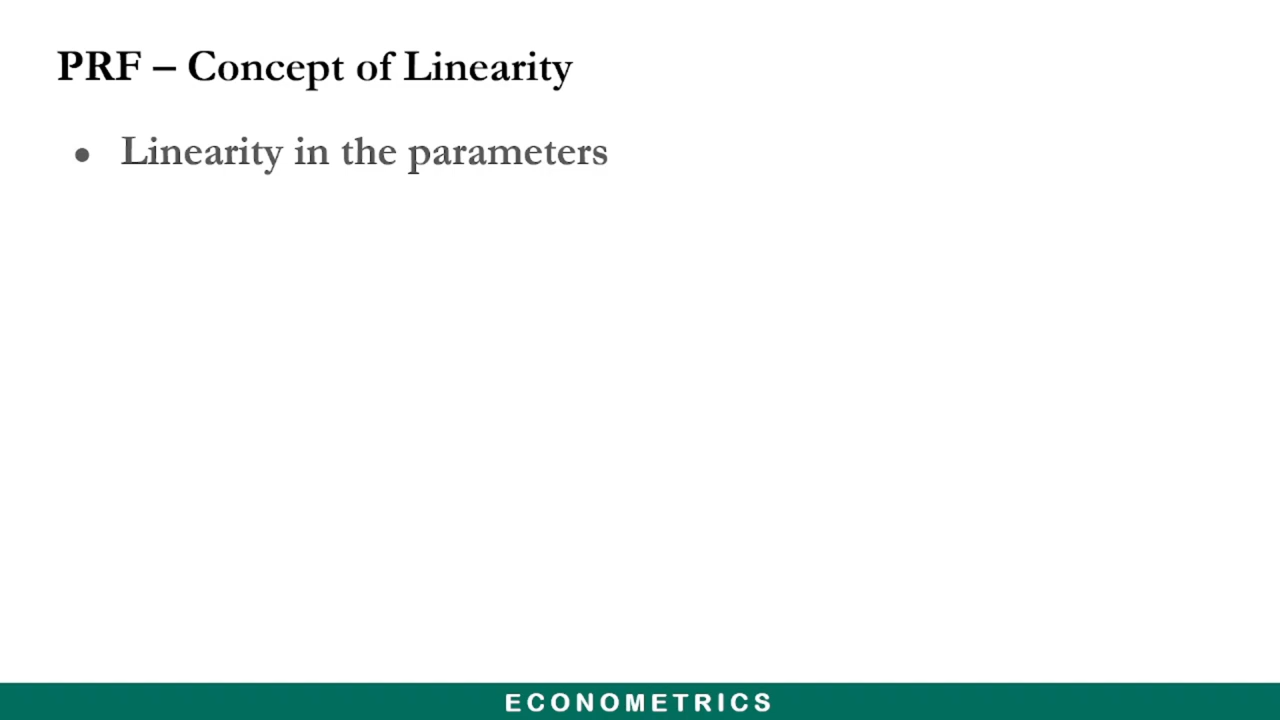 PRF – Concept of Linearity
● Linearity in the parameters
ECONOMETRICS